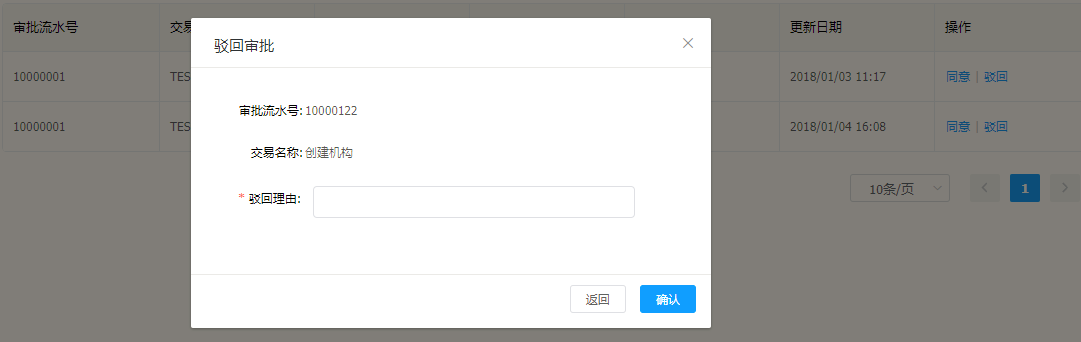 审批流水号 交易 更新日期 操作
驳回审批
10000001 TES 2018/01/03 11:17 同意 | 驳回
审批流水号: 10000122
10000001 TES 2018/01/04 16:08 同意 | 驳回
交易名称: 创建机构
* 驳回理由:
10条/页 1
返回 确认